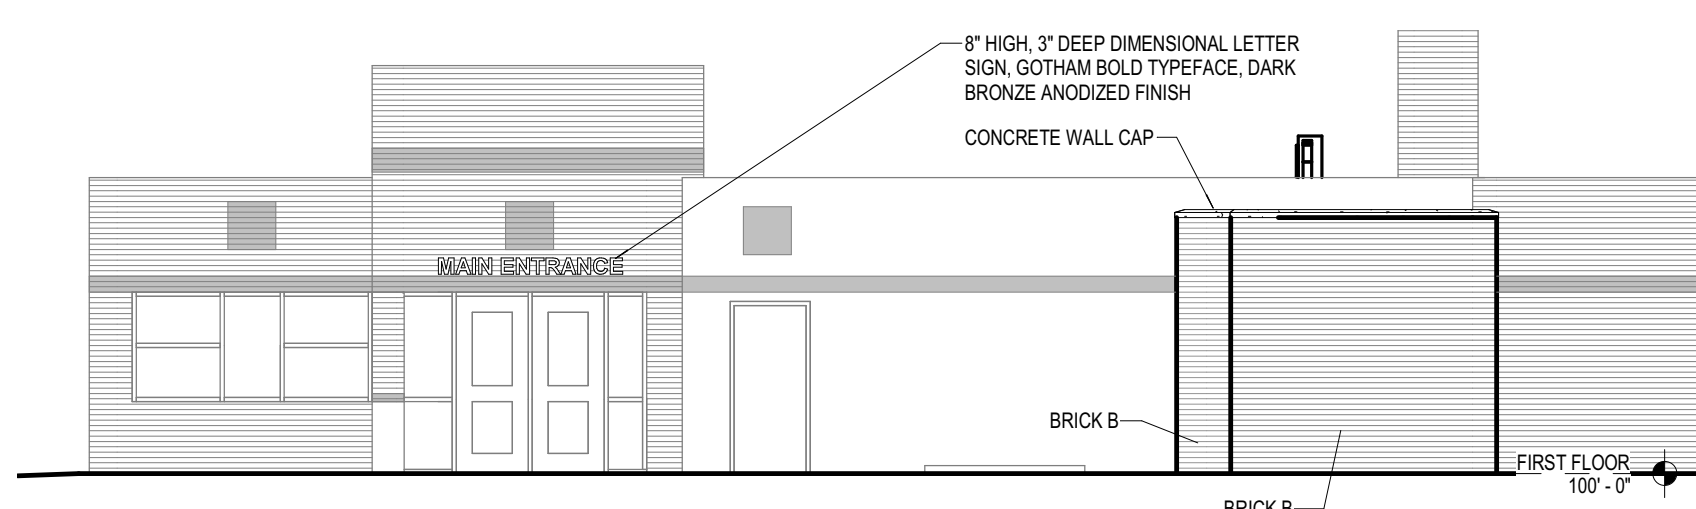 8" HIGH, 3" DEEP DIMENSIONAL LETTER
SIGN, GOTHAM BOLD TYPEFACE, DARK
BRONZE ANODIZED FINISH
CONCRETE WALL CAP
MAIN ENTRANCE
BRICK B
FIRST FLOOR
100' - 0"
BRICK B